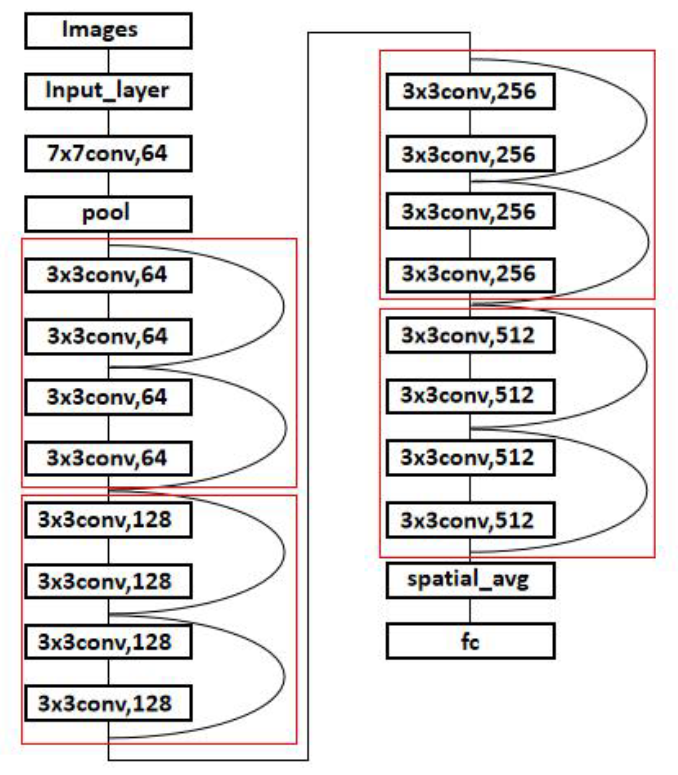 Images
Input_layer
7x7conv,64
pool
3x3conv,64
3x3conv,64
3x3conv,64
3x3conv,64
3x3conv,128
3x3conv,128
3x3conv,128
3x3conv,128
3x3conv,256
3x3conv,256
3x3conv,256
3x3conv,256
3x3conv,512
3x3conv,512
3x3conv,512
3x3conv,512
spatial_avg
fc